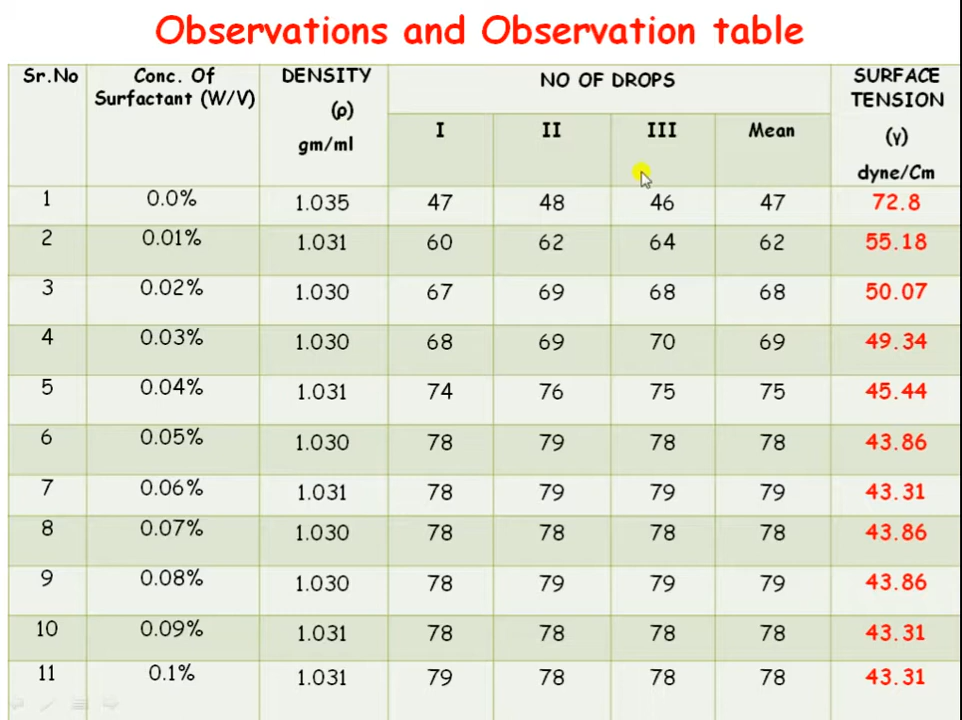 Observations and Observation table
Sr.No Conc. Of Surfactant (W/V) DENSITY (ρ) gm/ml NO OF DROPS SURFACE TENSION (γ) dyne/Cm
I II III Mean
1 0.0% 1.035 47 48 46 47 72.8
2 0.01% 1.031 60 62 64 62 55.18
3 0.02% 1.030 67 69 68 68 50.07
4 0.03% 1.030 68 69 70 69 49.34
5 0.04% 1.031 74 76 75 75 45.44
6 0.05% 1.030 78 79 78 78 43.86
7 0.06% 1.031 78 79 79 79 43.31
8 0.07% 1.030 78 78 78 78 43.86
9 0.08% 1.030 78 79 79 79 43.86
10 0.09% 1.031 78 78 78 78 43.31
11 0.1% 1.031 79 78 78 78 43.31